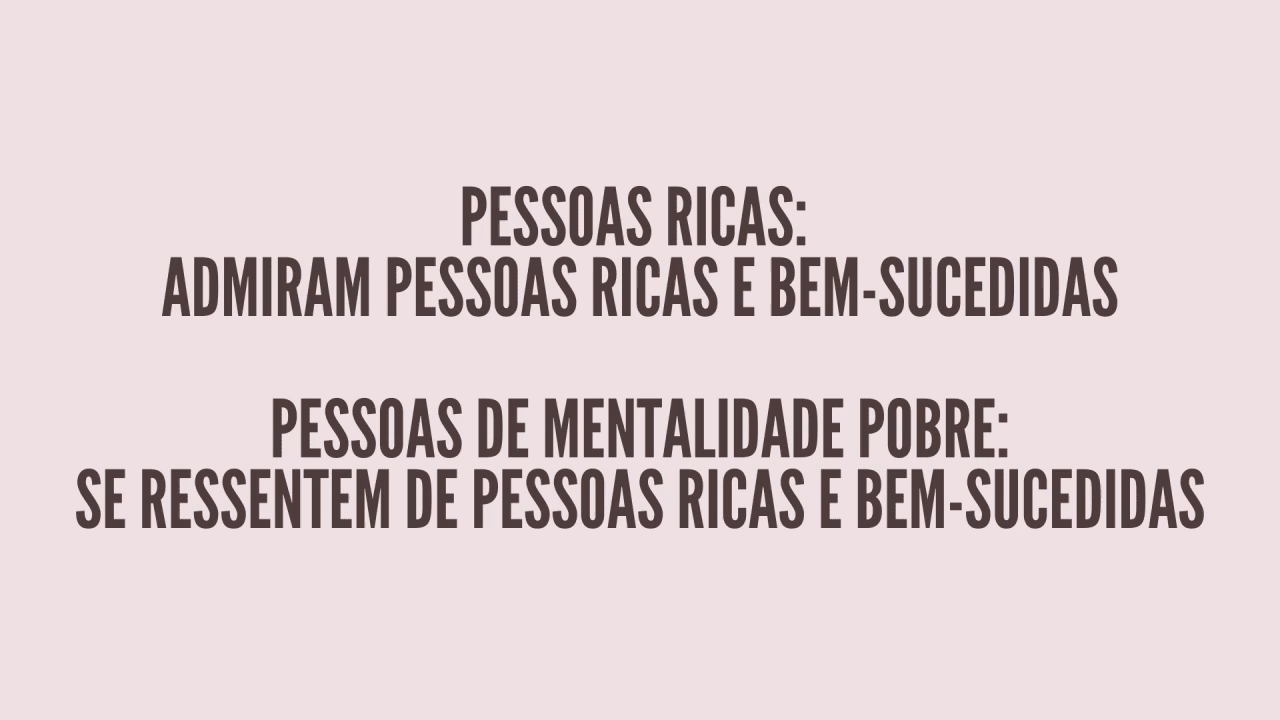 PESSOAS RICAS:
ADMIRAM PESSOAS RICAS E BEM-SUCEDIDAS
PESSOAS DE MENTALIDADE POBRE:
SE RESSENTEM DE PESSOAS RICAS E BEM-SUCEDIDAS